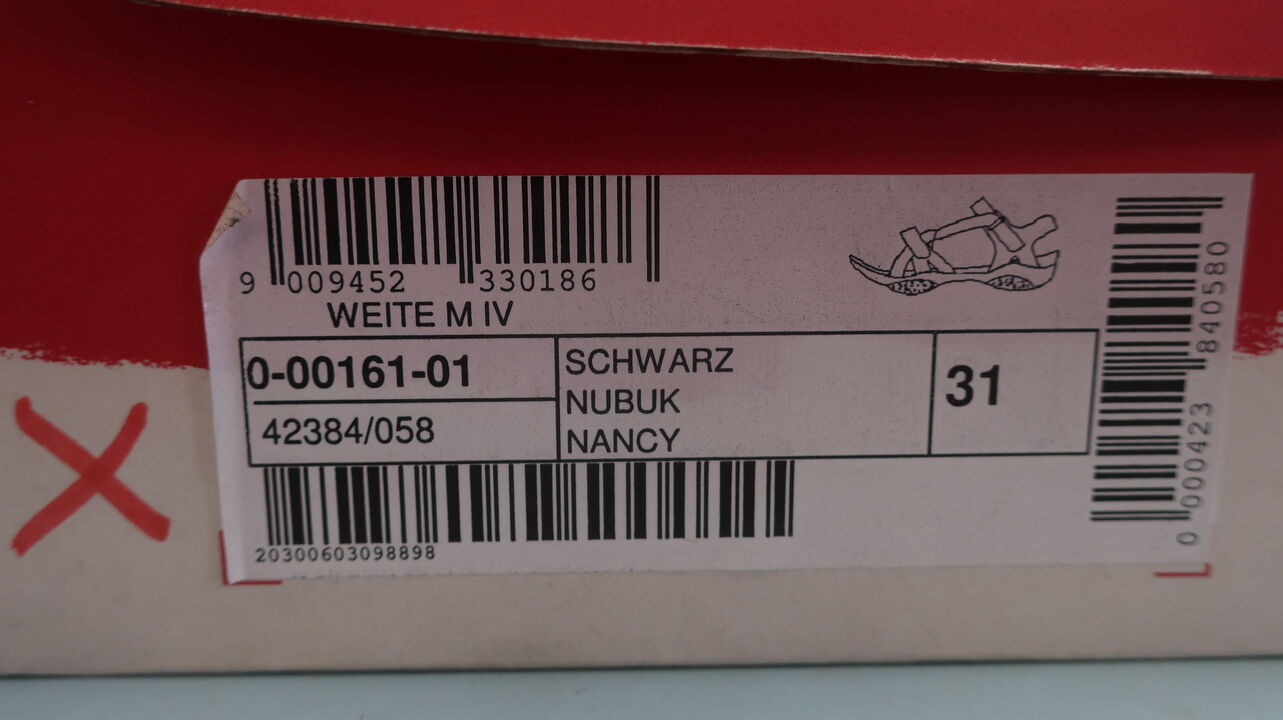 9 009452 330186
WEITE M IV
0-00161-01
42384/058
SCHWARZ
NUBUK
NANCY
31
20300603098898
0 000423 840580
X